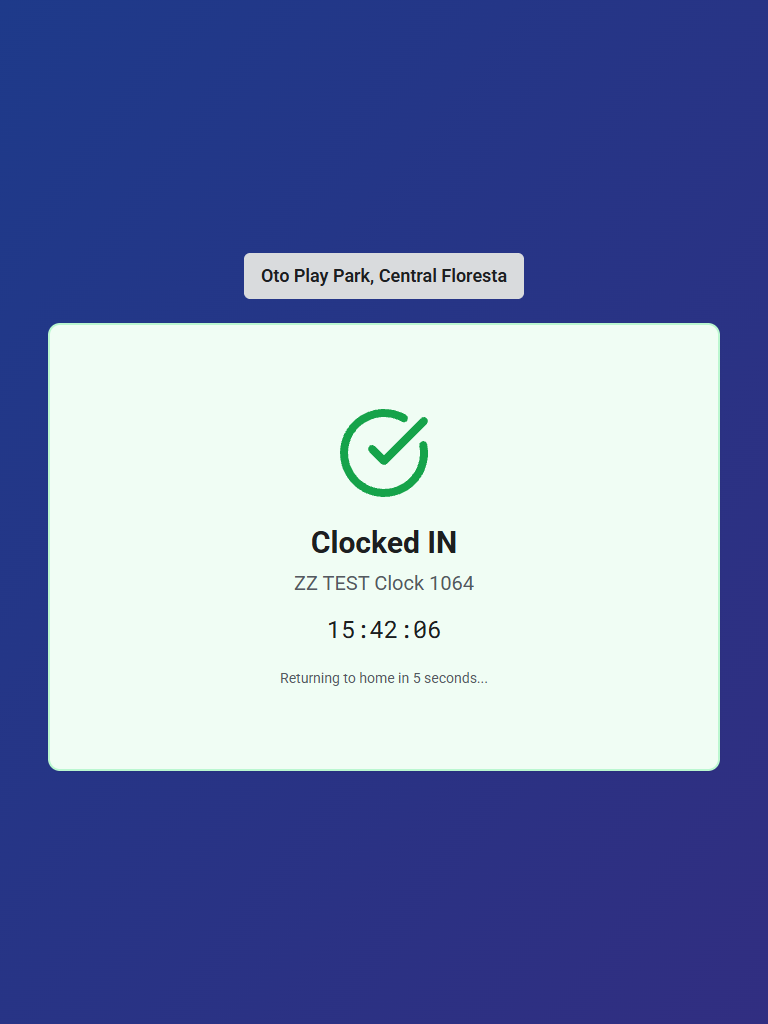 Oto Play Park, Central Floresta
Clocked IN
ZZ TEST Clock 1064
15:42:06
Returning to home in 5 seconds...